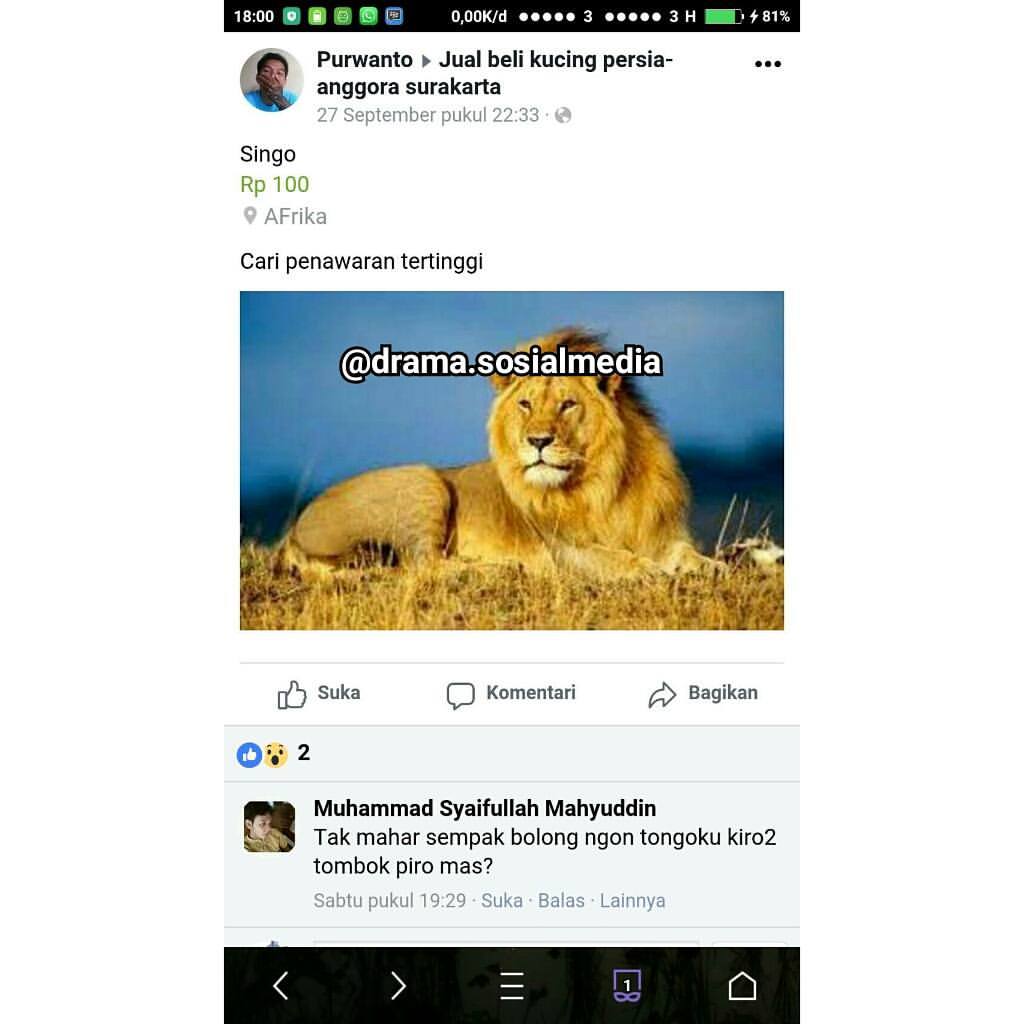 18:00 0,00K/d 3 3 H 81%
Purwanto ▸ Jual beli kucing persia-
anggora surakarta
27 September pukul 22:33 ·
Singo
Rp 100
AFrika
Cari penawaran tertinggi
@drama.sosialmedia
Suka Komentari Bagikan
2
Muhammad Syaifullah Mahyuddin
Tak mahar sempak bolong ngon tongoku kiro2
tombok piro mas?
Sabtu pukul 19:29 · Suka · Balas · Lainnya
1